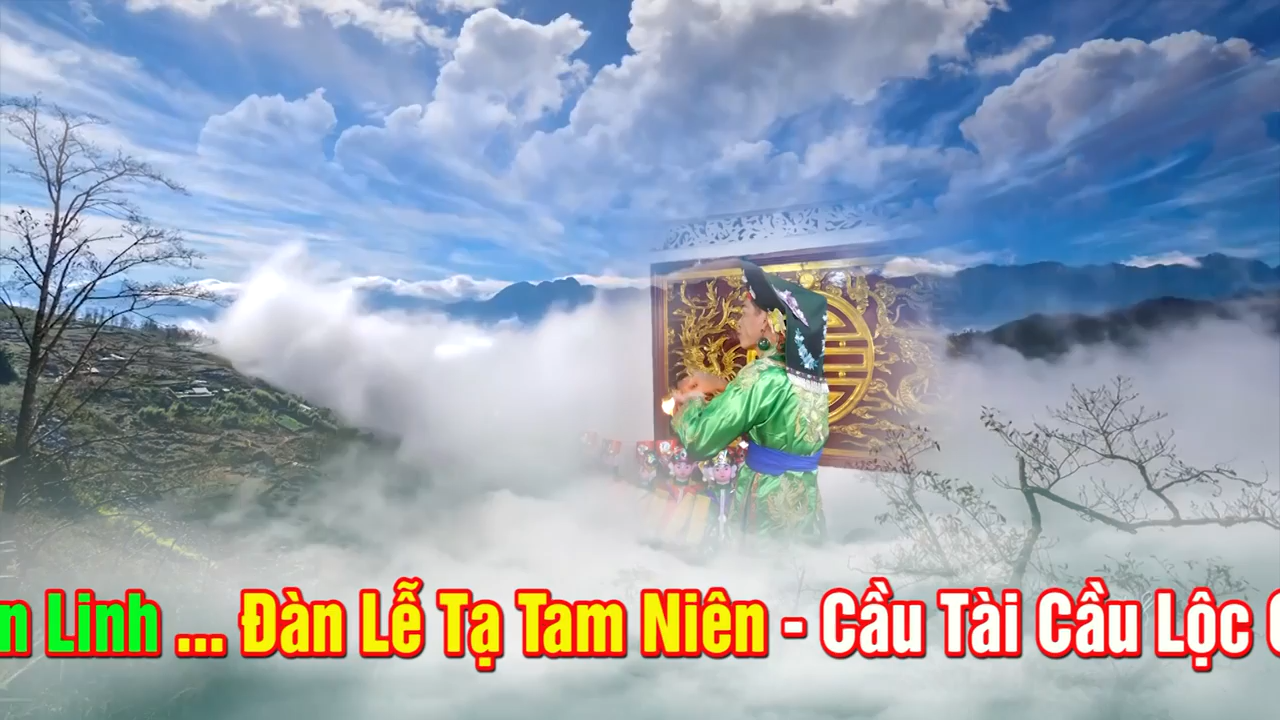 Linh ... Đàn Lễ Tạ Tam Niên - Cầu Tài Cầu Lộc